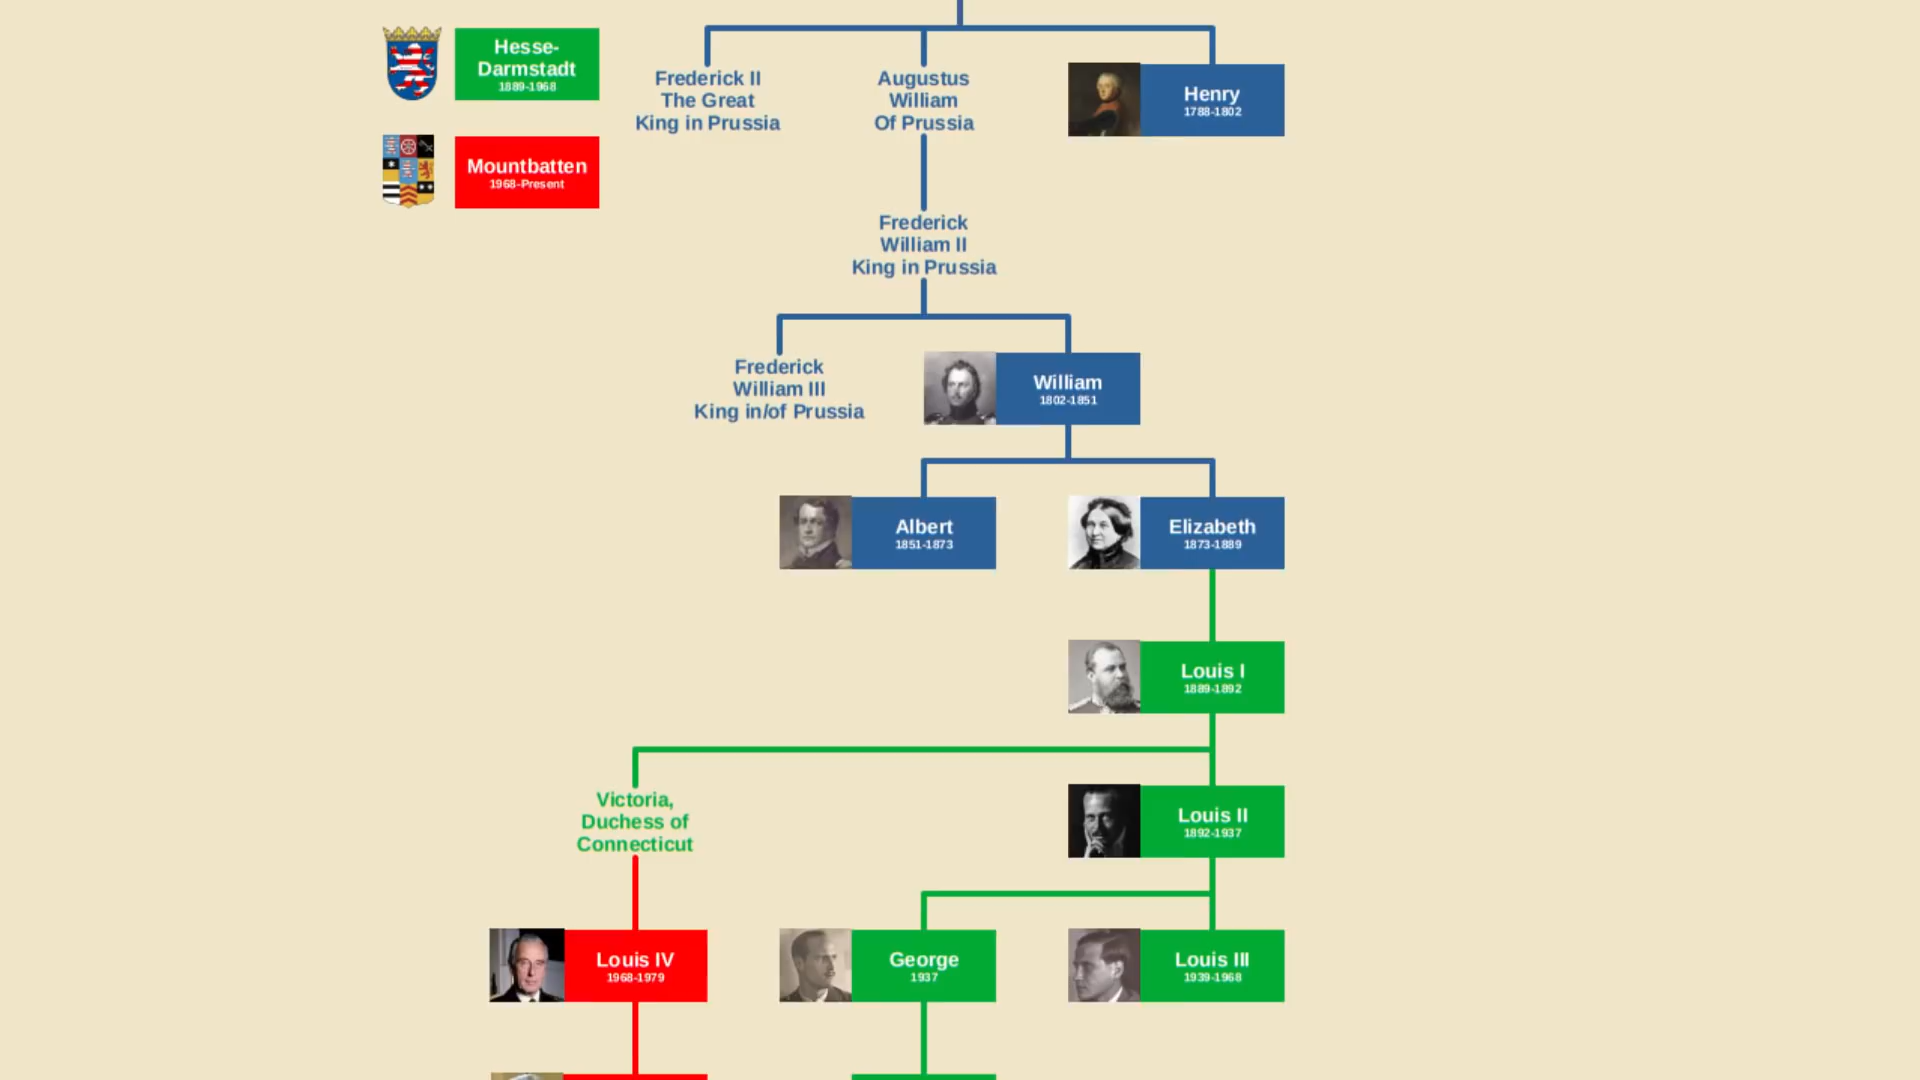 Hesse-
Darmstadt
1889-1968
Mountbatten
1968-Present
Frederick II
The Great
King in Prussia
Augustus
William
Of Prussia
Henry
1788-1802
Frederick
William II
King in Prussia
Frederick
William III
King in/of Prussia
William
1802-1851
Albert
1851-1873
Elizabeth
1873-1889
Louis I
1889-1892
Victoria,
Duchess of
Connecticut
Louis II
1892-1937
Louis IV
1968-1979
George
1937
Louis III
1939-1968